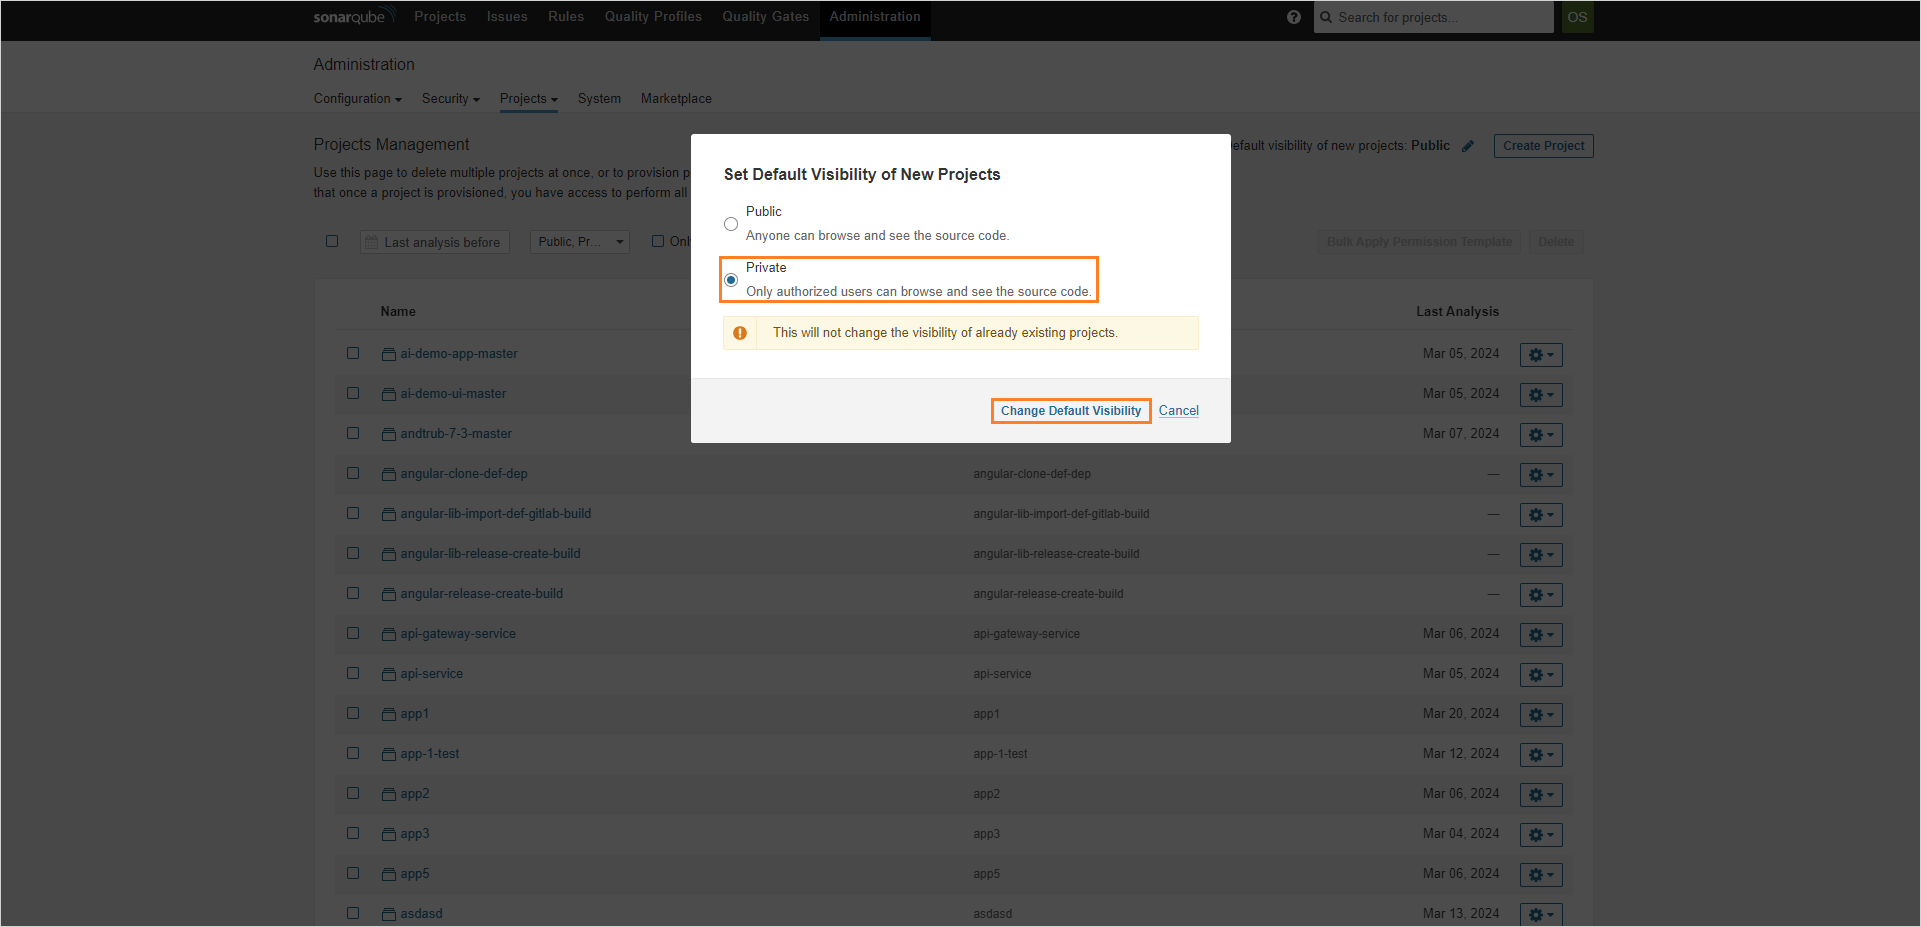 sonarqube Projects Issues Rules Quality Profiles Quality Gates Administration ? Search for projects... OS
Administration
Configuration Security Projects System Marketplace
Projects Management
Default visibility of new projects: Public Create Project
Use this page to delete multiple projects at once, or to provision p
that once a project is provisioned, you have access to perform all
Last analysis before Public, Pr... Bulk Apply Permission Template Delete
Set Default Visibility of New Projects
Public
Anyone can browse and see the source code.
Private
Only authorized users can browse and see the source code.
This will not change the visibility of already existing projects.
Change Default Visibility Cancel
Name Last Analysis
ai-demo-app-master Mar 05, 2024
ai-demo-ui-master Mar 05, 2024
andtrub-7-3-master Mar 07, 2024
angular-clone-def-dep angular-clone-def-dep —
angular-lib-import-def-gitlab-build angular-lib-import-def-gitlab-build —
angular-lib-release-create-build angular-lib-release-create-build —
angular-release-create-build angular-release-create-build —
api-gateway-service api-gateway-service Mar 06, 2024
api-service api-service Mar 05, 2024
app1 app1 Mar 20, 2024
app-1-test app-1-test Mar 12, 2024
app2 app2 Mar 06, 2024
app3 app3 Mar 04, 2024
app5 app5 Mar 06, 2024
asdasd asdasd Mar 13, 2024